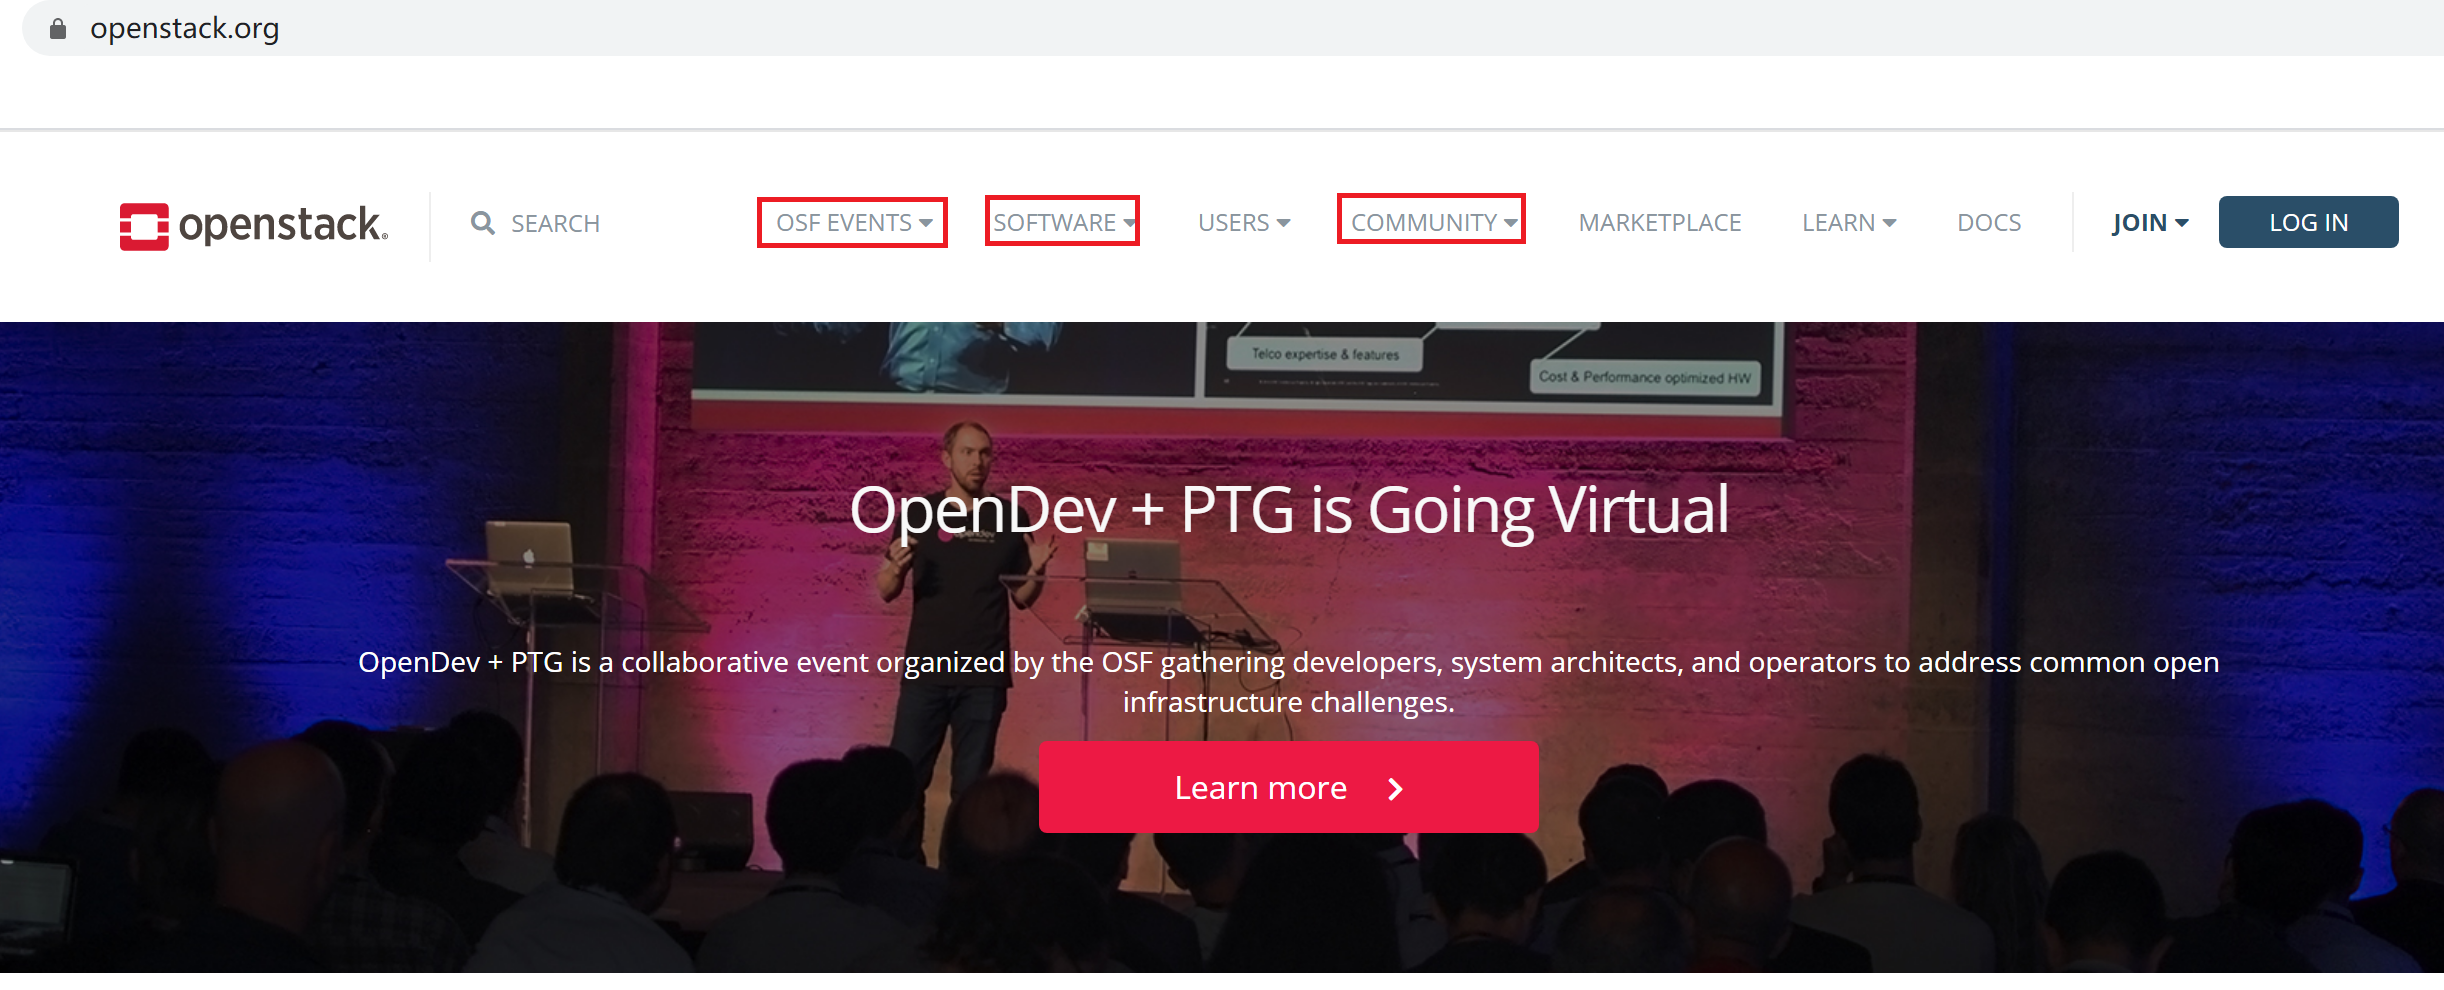 openstack.org
openstack.
SEARCH
OSF EVENTS
SOFTWARE
USERS
COMMUNITY
MARKETPLACE
LEARN
DOCS
JOIN
LOG IN
Telco expertise & features
Cost & Performance optimized HW
OpenDev + PTG is Going Virtual
opendev
OpenDev + PTG is a collaborative event organized by the OSF gathering developers, system architects, and operators to address common open
infrastructure challenges.
Learn more